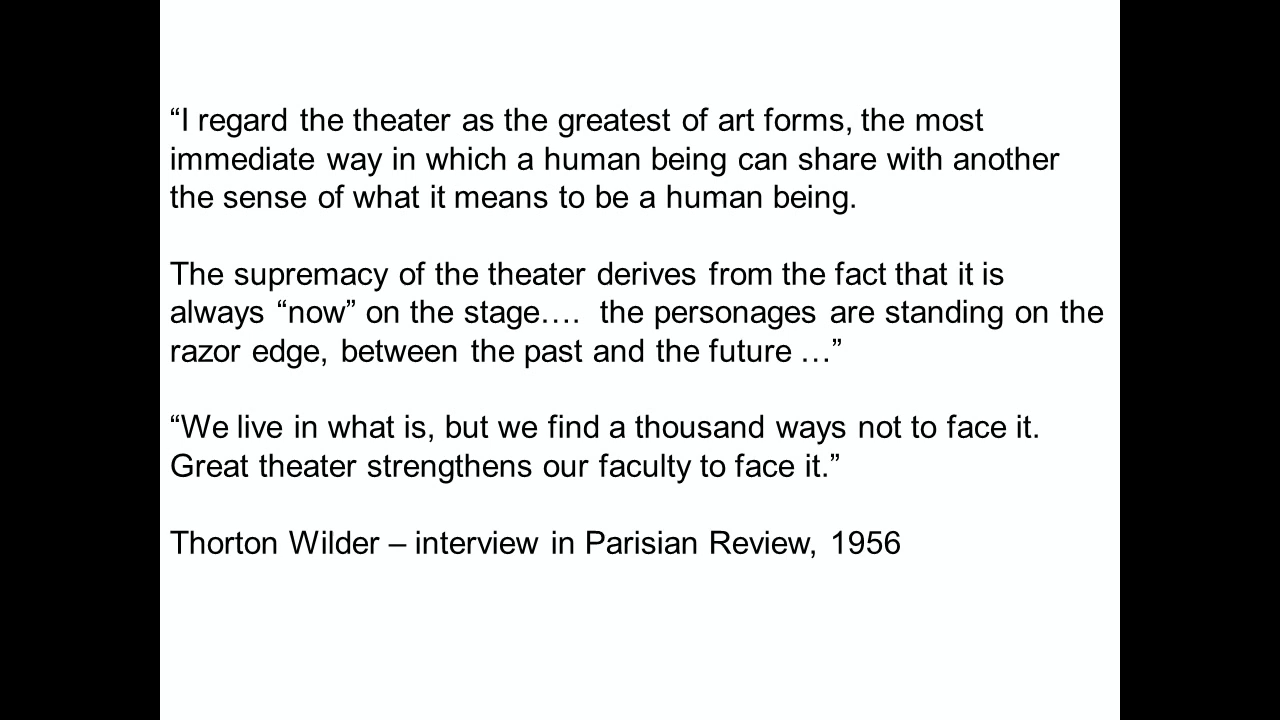 “I regard the theater as the greatest of art forms, the most
immediate way in which a human being can share with another
the sense of what it means to be a human being.
The supremacy of the theater derives from the fact that it is
always “now” on the stage…. the personages are standing on the
razor edge, between the past and the future …”
“We live in what is, but we find a thousand ways not to face it.
Great theater strengthens our faculty to face it.”
Thorton Wilder – interview in Parisian Review, 1956